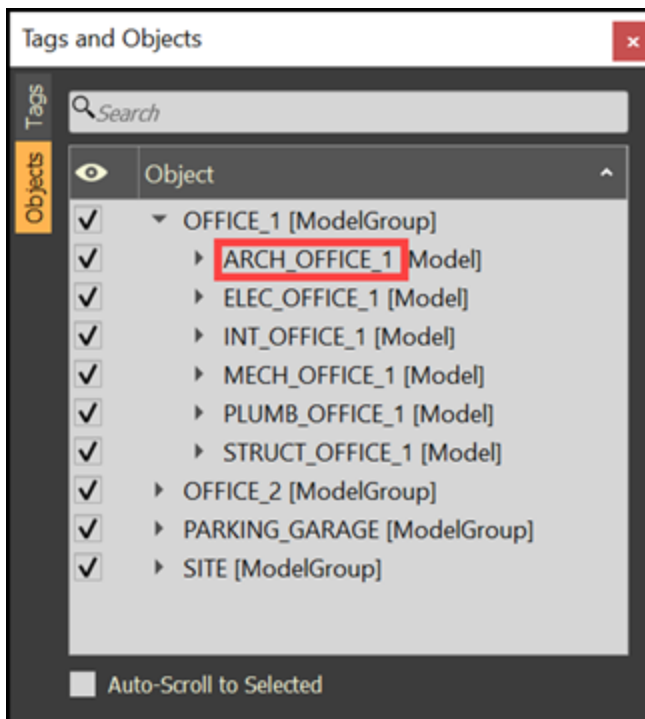 Tags and Objects
Tags
Objects
Search
Object
OFFICE_1 [ModelGroup]
ARCH_OFFICE_1 [Model]
ELEC_OFFICE_1 [Model]
INT_OFFICE_1 [Model]
MECH_OFFICE_1 [Model]
PLUMB_OFFICE_1 [Model]
STRUCT_OFFICE_1 [Model]
OFFICE_2 [ModelGroup]
PARKING_GARAGE [ModelGroup]
SITE [ModelGroup]
Auto-Scroll to Selected